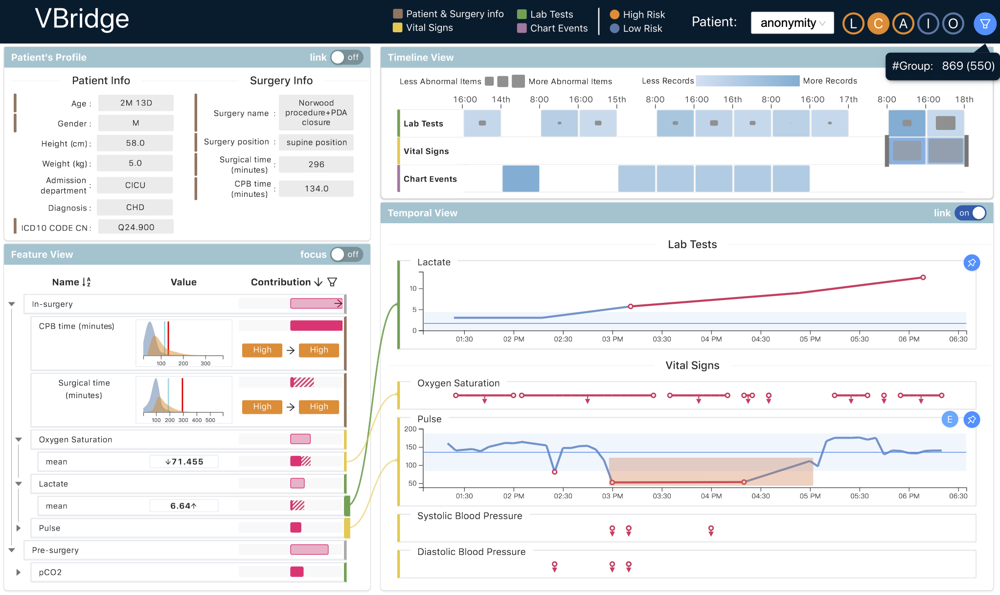 VBridge
Patient & Surgery info
Vital Signs
Lab Tests
Chart Events
High Risk
Low Risk
Patient:
anonymity
L C A I O
#Group: 869 (550)
Patient's Profile
link off
Patient Info
Age : 2M 13D
Gender : M
Height (cm) : 58.0
Weight (kg) : 5.0
Admission
department : CICU
Diagnosis : CHD
ICD10 CODE CN : Q24.900
Surgery Info
Surgery name : Norwood
procedure+PDA
closure
Surgery position : supine position
Surgical time
(minutes) : 296
CPB time
(minutes) : 134.0
Timeline View
Less Abnormal Items More Abnormal Items
Less Records More Records
16:00 14th 8:00 16:00 15th 8:00 16:00 16th 8:00 16:00 17th 8:00 16:00 18th
Lab Tests
Vital Signs
Chart Events
Feature View
focus off
Name Value Contribution
In-surgery
CPB time (minutes)
100 200 300
High → High
Surgical time
(minutes)
100 200 300 400 500
High → High
Oxygen Saturation
mean ↓71.455
Lactate
mean 6.64↑
Pulse
Pre-surgery
pCO2
Temporal View
link on
Lab Tests
Lactate
10
5
0
01:30 02 PM 02:30 03 PM 03:30 04 PM 04:30 05 PM 05:30 06 PM 06:30
Vital Signs
Oxygen Saturation
Pulse
E
200
150
100
50
01:30 02 PM 02:30 03 PM 03:30 04 PM 04:30 05 PM 05:30 06 PM 06:30
Systolic Blood Pressure
Diastolic Blood Pressure